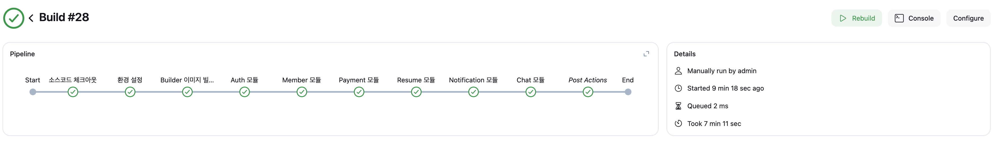 Build #28
Rebuild
Console
Configure
Pipeline
Start
소스코드 체크아웃
환경 설정
Builder 이미지 빌...
Auth 모듈
Member 모듈
Payment 모듈
Resume 모듈
Notification 모듈
Chat 모듈
Post Actions
End
Details
Manually run by admin
Started 9 min 18 sec ago
Queued 2 ms
Took 7 min 11 sec